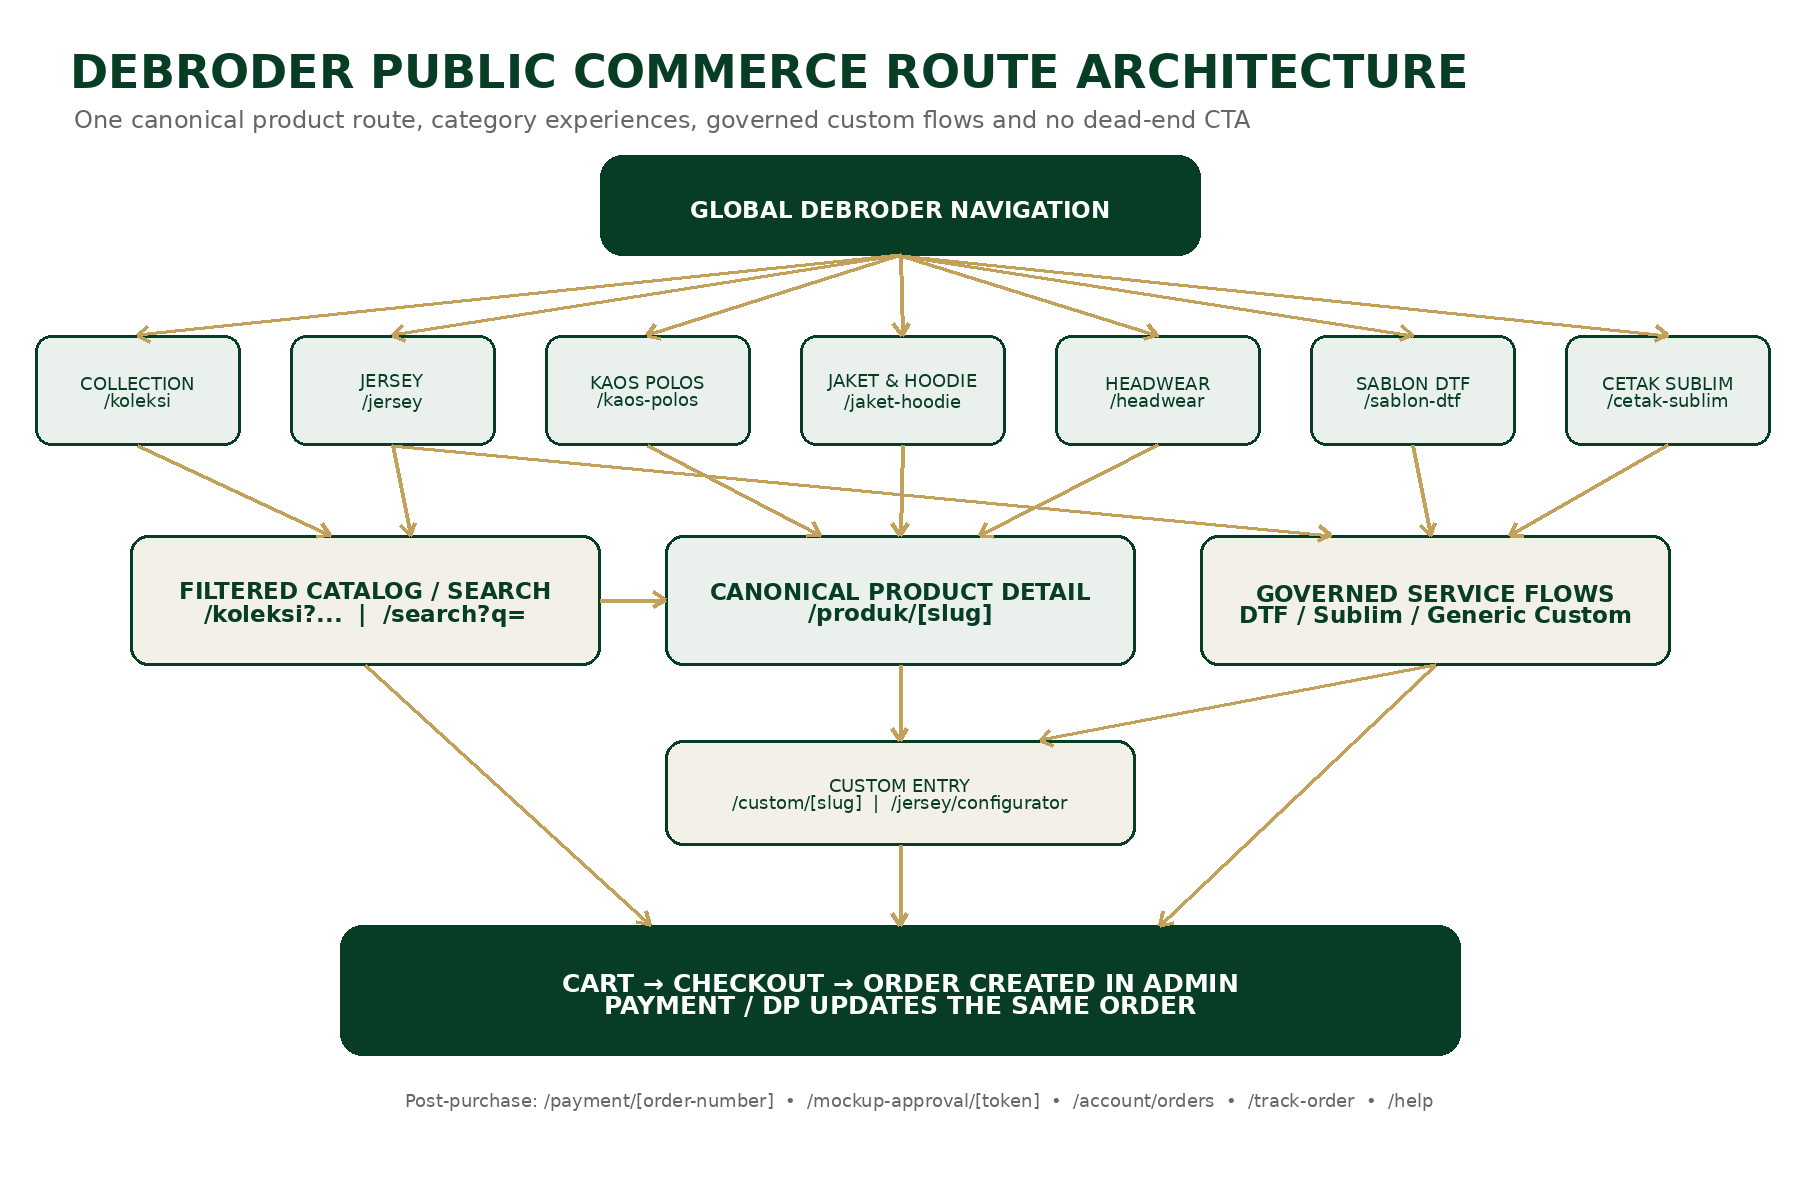 DEBRODER PUBLIC COMMERCE ROUTE ARCHITECTURE
One canonical product route, category experiences, governed custom flows and no dead-end CTA
GLOBAL DEBRODER NAVIGATION
COLLECTION
/koleksi
JERSEY
/jersey
KAOS POLOS
/kaos-polos
JAKET & HOODIE
/jaket-hoodie
HEADWEAR
/headwear
SABLON DTF
/sablon-dtf
CETAK SUBLIM
/cetak-sublim
FILTERED CATALOG / SEARCH
/koleksi?... | /search?q=
CANONICAL PRODUCT DETAIL
/produk/[slug]
GOVERNED SERVICE FLOWS
DTF / Sublim / Generic Custom
CUSTOM ENTRY
/custom/[slug] | /jersey/configurator
CART → CHECKOUT → ORDER CREATED IN ADMIN
PAYMENT / DP UPDATES THE SAME ORDER
Post-purchase: /payment/[order-number] • /mockup-approval/[token] • /account/orders • /track-order • /help